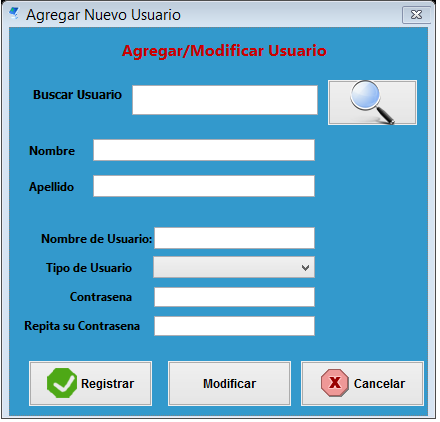 Agregar Nuevo Usuario
Agregar/Modificar Usuario
Buscar Usuario
Nombre
Apellido
Nombre de Usuario:
Tipo de Usuario
Contrasena
Repita su Contrasena
Registrar Modificar Cancelar